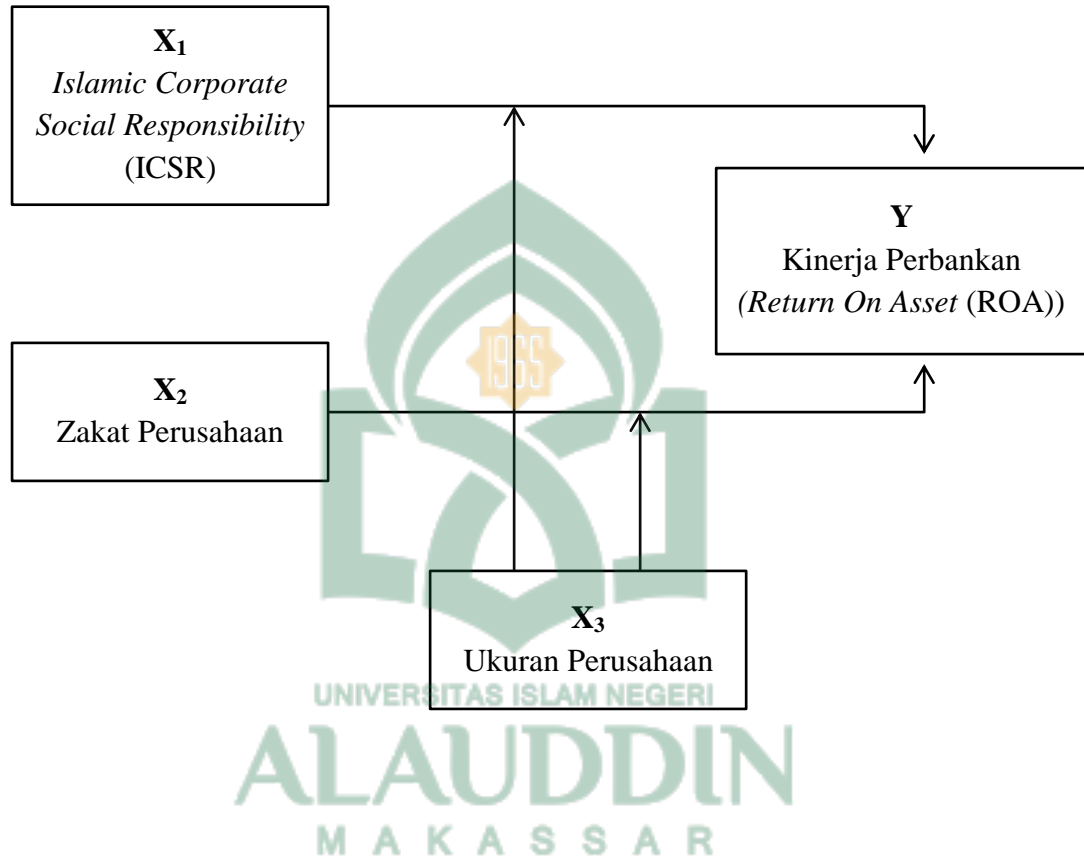 X₁
Islamic Corporate
Social Responsibility
(ICSR)
Y
Kinerja Perbankan
(Return On Asset (ROA))
1965
X₂
Zakat Perusahaan
X₃
Ukuran Perusahaan
UNIVERSITAS ISLAM NEGERI
ALAUDDIN
MAKASSAR